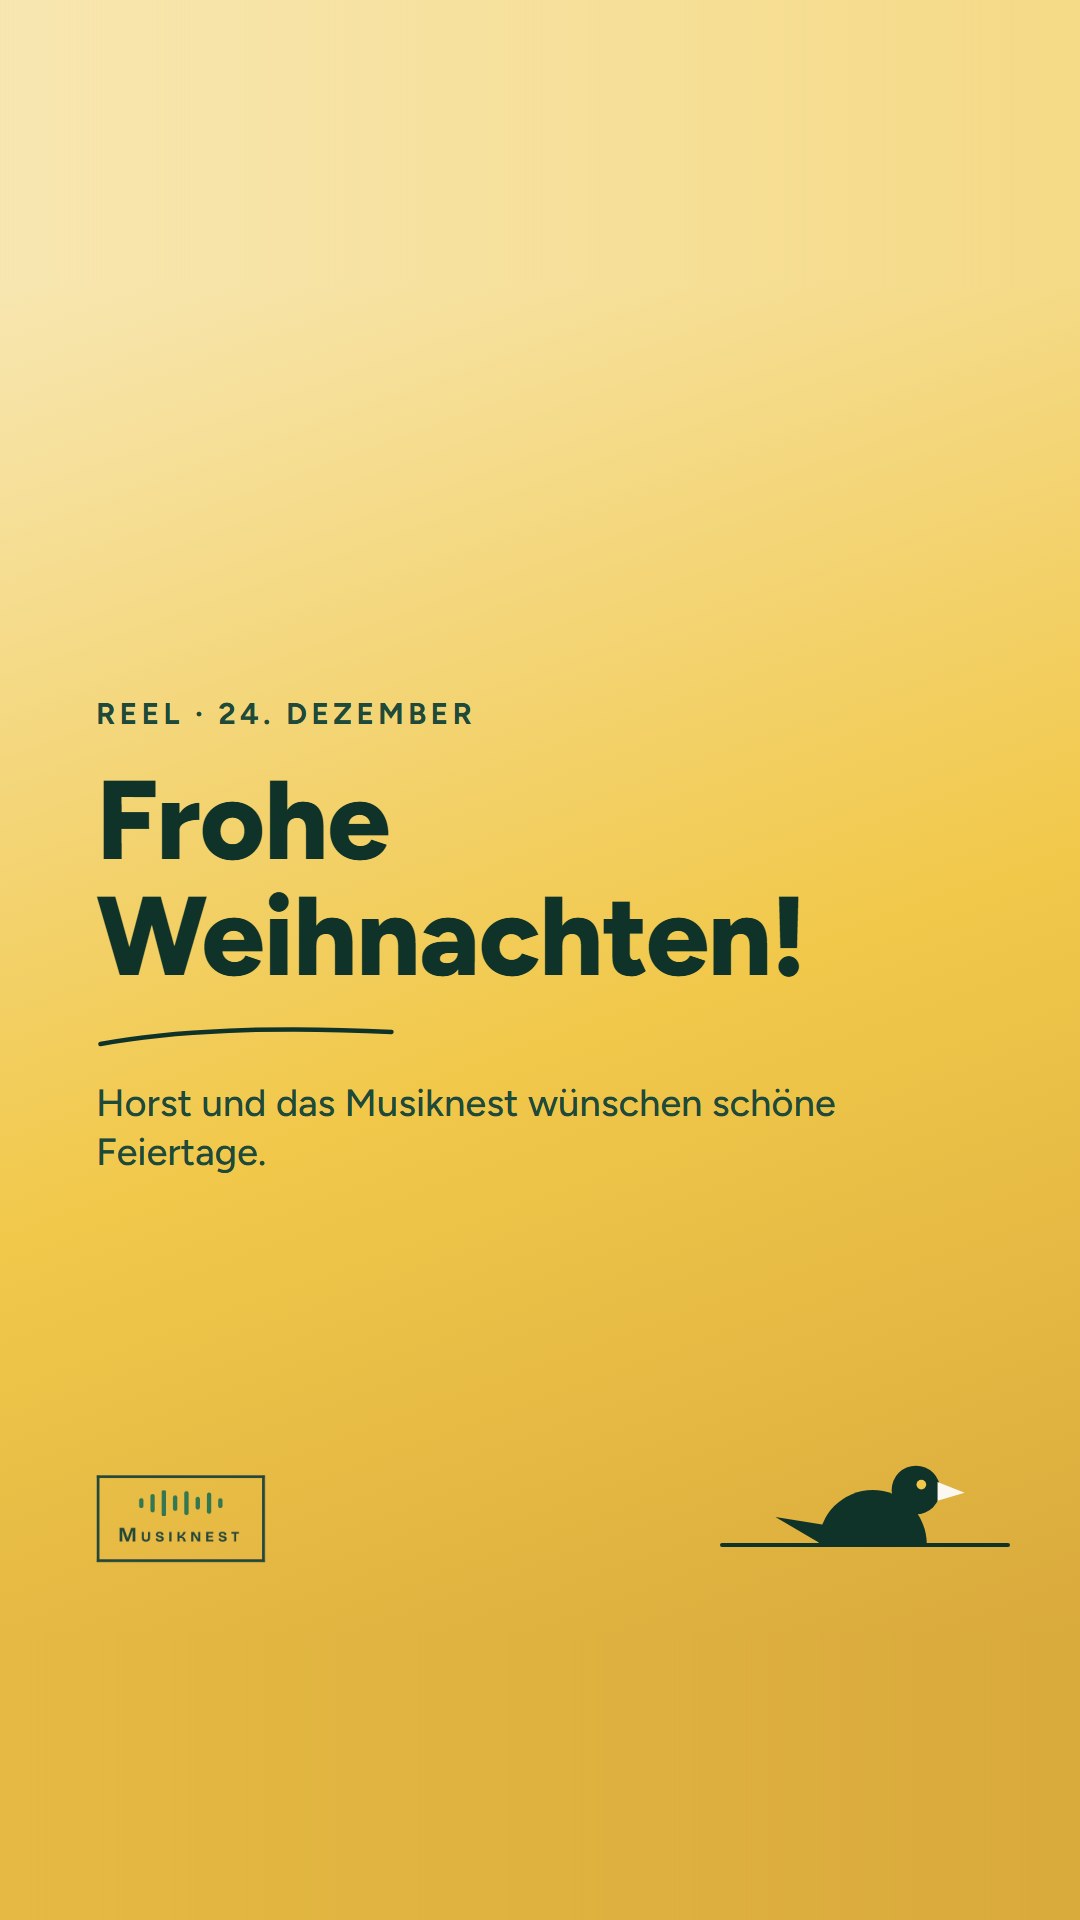 REEL · 24. DEZEMBER
Frohe
Weihnachten!
Horst und das Musiknest wünschen schöne
Feiertage.
MUSIKNEST